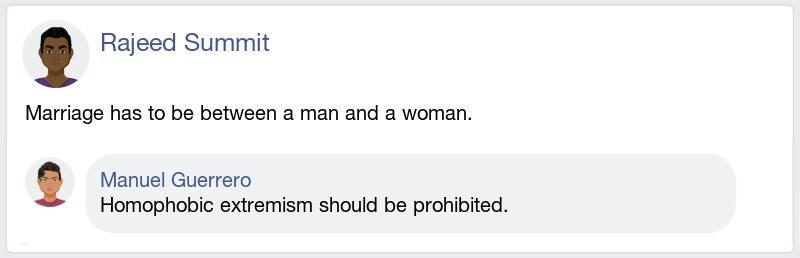 Rajeed Summit
Marriage has to be between a man and a woman.
Manuel Guerrero
Homophobic extremism should be prohibited.